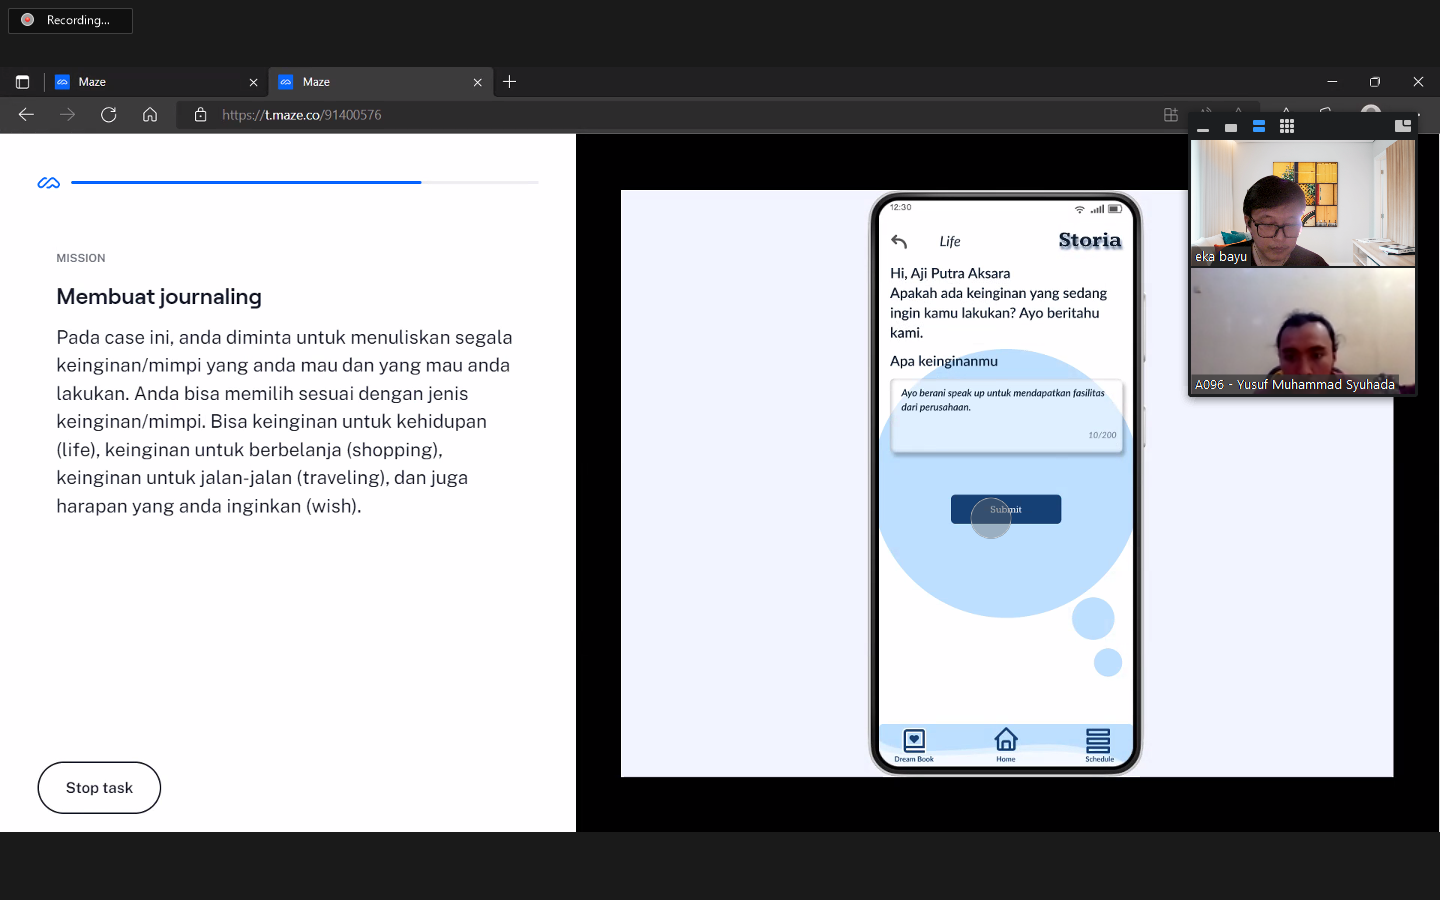 Recording...
Maze
Maze
https://t.maze.co/91400576
MISSION
Membuat journaling
Pada case ini, anda diminta untuk menuliskan segala
keinginan/mimpi yang anda mau dan yang mau anda
lakukan. Anda bisa memilih sesuai dengan jenis
keinginan/mimpi. Bisa keinginan untuk kehidupan
(life), keinginan untuk berbelanja (shopping),
keinginan untuk jalan-jalan (traveling), dan juga
harapan yang anda inginkan (wish).
Stop task
12:30
Life
Storia
Hi, Aji Putra Aksara
Apakah ada keinginan yang sedang
ingin kamu lakukan? Ayo beritahu
kami.
Apa keinginanmu
Ayo berani speak up untuk mendapatkan fasilitas
dari perusahaan.
10/200
Submit
Dream Book
Home
Schedule
eka bayu
A096 - Yusuf Muhammad Syuhada